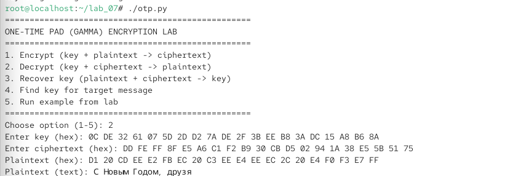 root@localhost:~/lab_07# ./otp.py
==================================================
ONE-TIME PAD (GAMMA) ENCRYPTION LAB
==================================================
1. Encrypt (key + plaintext -> ciphertext)
2. Decrypt (key + ciphertext -> plaintext)
3. Recover key (plaintext + ciphertext -> key)
4. Find key for target message
5. Run example from lab
==================================================
Choose option (1-5): 2
Enter key (hex): 0C DE 32 61 07 5D 2D D2 7A DE 2F 3B EE B8 3A DC 15 A8 B6 8A
Enter ciphertext (hex): DD FE FF 8F E5 A6 C1 F2 B9 30 CB D5 02 94 1A 38 E5 5B 51 75
Plaintext (hex): D1 20 CD EE E2 FB EC 20 C3 EE E4 EE EC 2C 20 E4 F0 F3 E7 FF
Plaintext (text): С Новым Годом, друзя